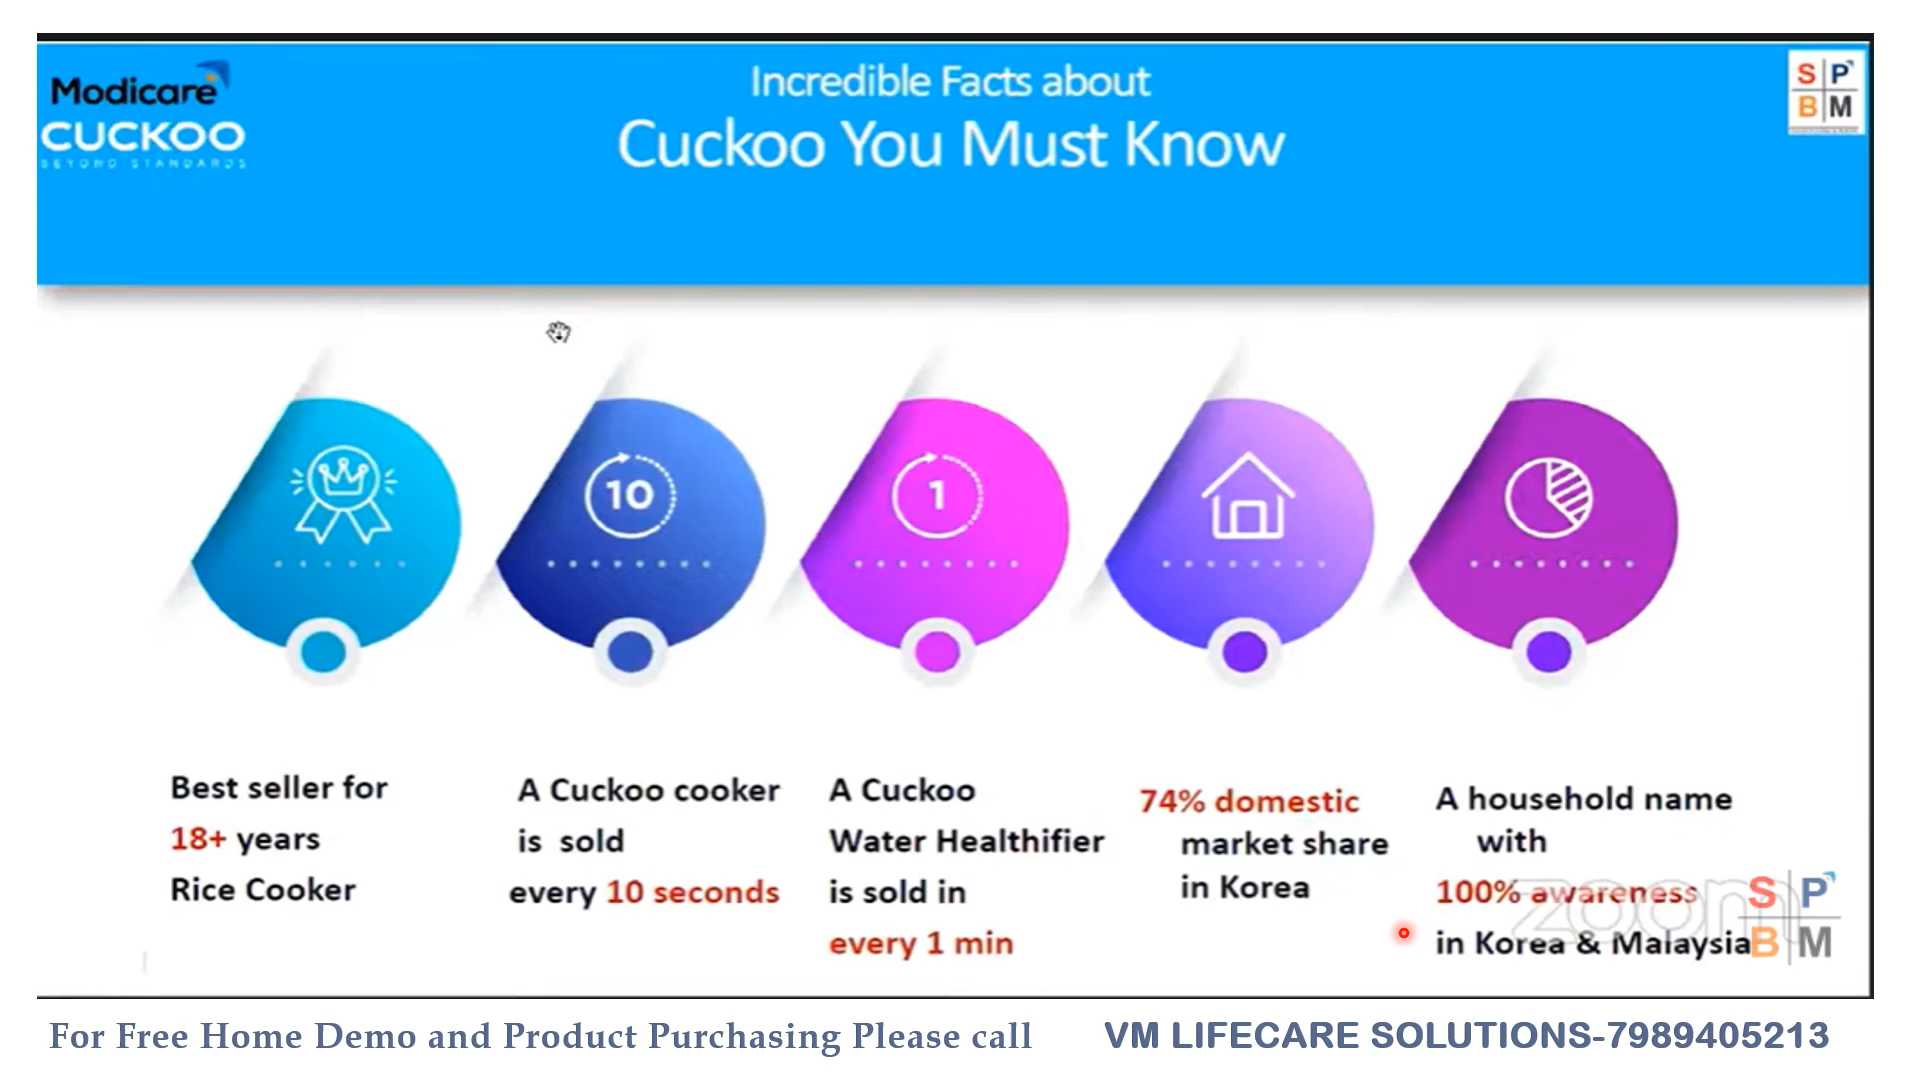 Modicare
CUCKOO
BEYOND STANDARDS
Incredible Facts about
Cuckoo You Must Know
S P
B M
10
1
Best seller for
18+ years
Rice Cooker
A Cuckoo cooker
is sold
every 10 seconds
A Cuckoo
Water Healthifier
is sold in
every 1 min
74% domestic
market share
in Korea
A household name
with
100% awareness
in Korea & Malaysia
zoom
S P
B M
For Free Home Demo and Product Purchasing Please call
VM LIFECARE SOLUTIONS-7989405213